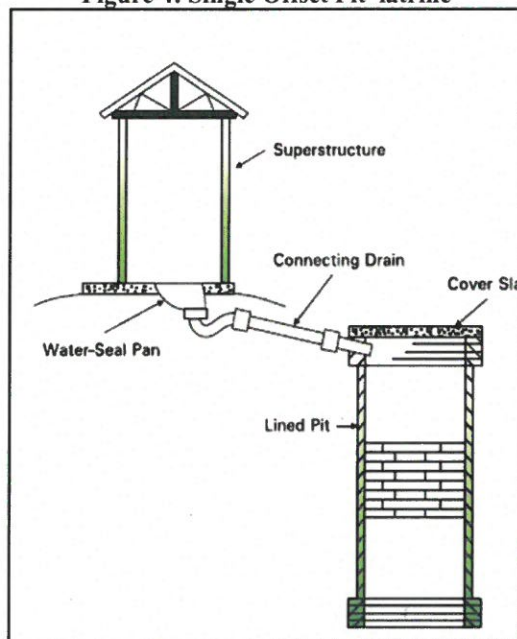 Figure 4. Single Offset Pit latrine
Superstructure
Connecting Drain
Cover Sla
Water-Seal Pan
Lined Pit